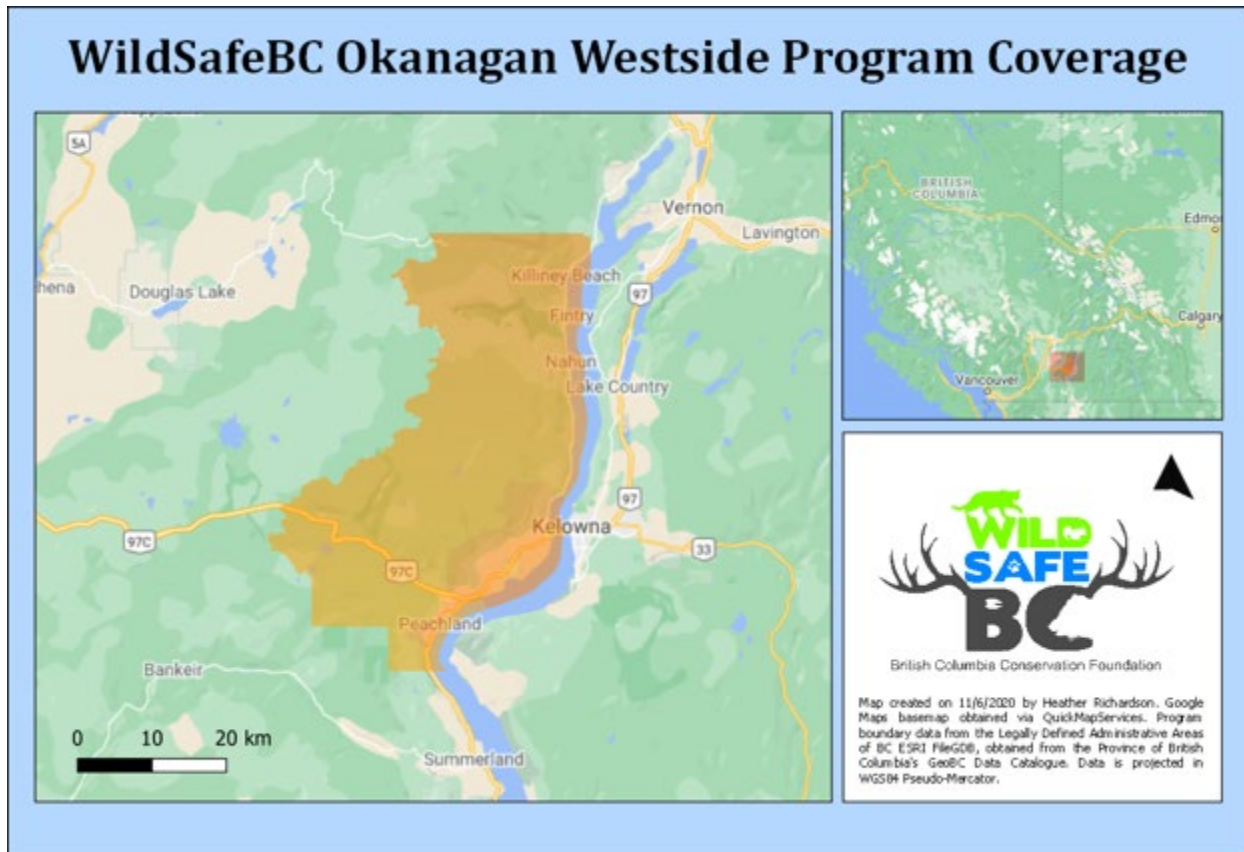 WildSafeBC Okanagan Westside Program Coverage
5A
Vernon
Lavington
Killiney Beach
97
hena
Douglas Lake
Fintry
Nahun
Lake Country
97
Kelowna
97C
33
97C
Peachland
Bankeir
0 10 20 km
Summerland
BRITISH
COLUMBIA
Edmo
Calgary
Vancouver
WILD
SAFE
BC
British Columbia Conservation Foundation
Map created on 11/6/2020 by Heather Richardson. Google
Maps basemap obtained via QuickMapServices. Program
boundary data from the Legally Defined Administrative Areas
of BC ESRI FileGDB, obtained from the Province of British
Columbia's GeoBC Data Catalogue. Data is projected in
WGS84 Pseudo-Mercator.